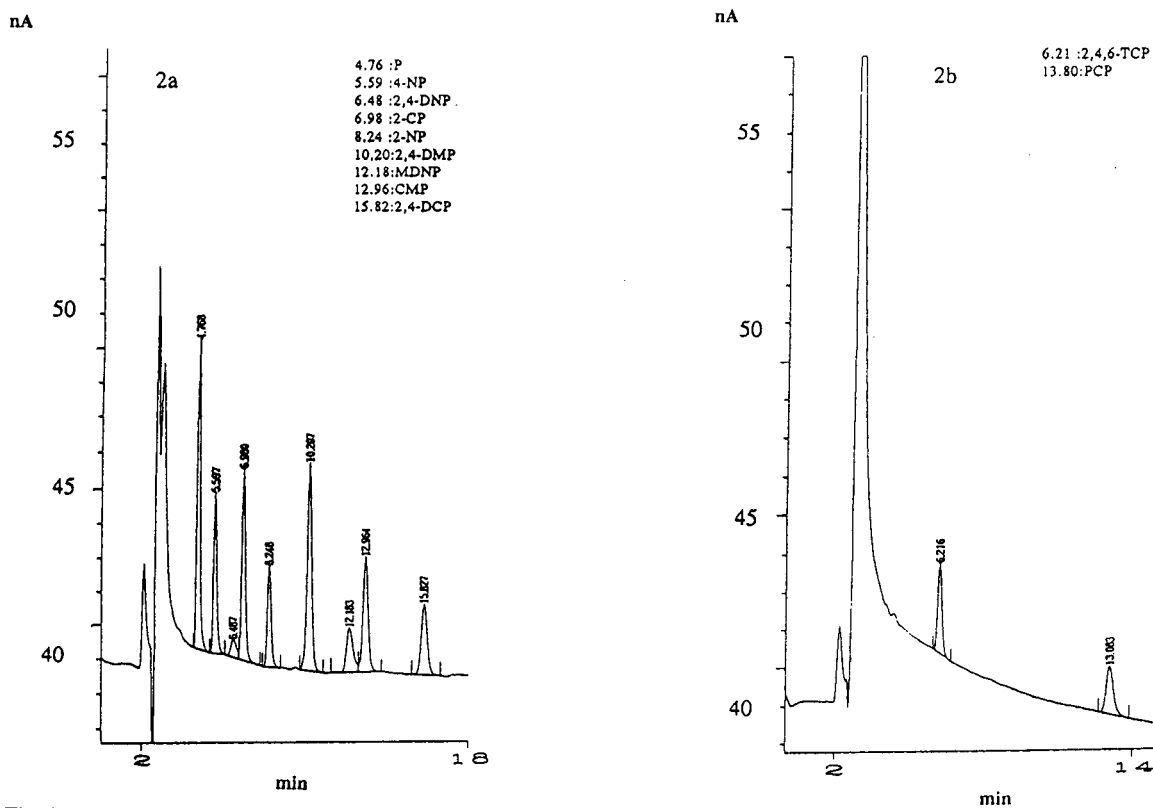 nA
2a
4.76 :P
5.59 :4-NP
6.48 :2,4-DNP
6.98 :2-CP
8,24 :2-NP
10,20:2,4-DMP
12.18:MDNP
12.96:CMP
15.82:2,4-DCP
55
50
45
40
4.768
5.597
6.487
6.980
8.248
10.207
12.183
12.964
15.827
2
18
min
nA
2b
6.21 :2,4,6-TCP
13.80:PCP
55
50
45
40
6.216
13.083
2
14
min